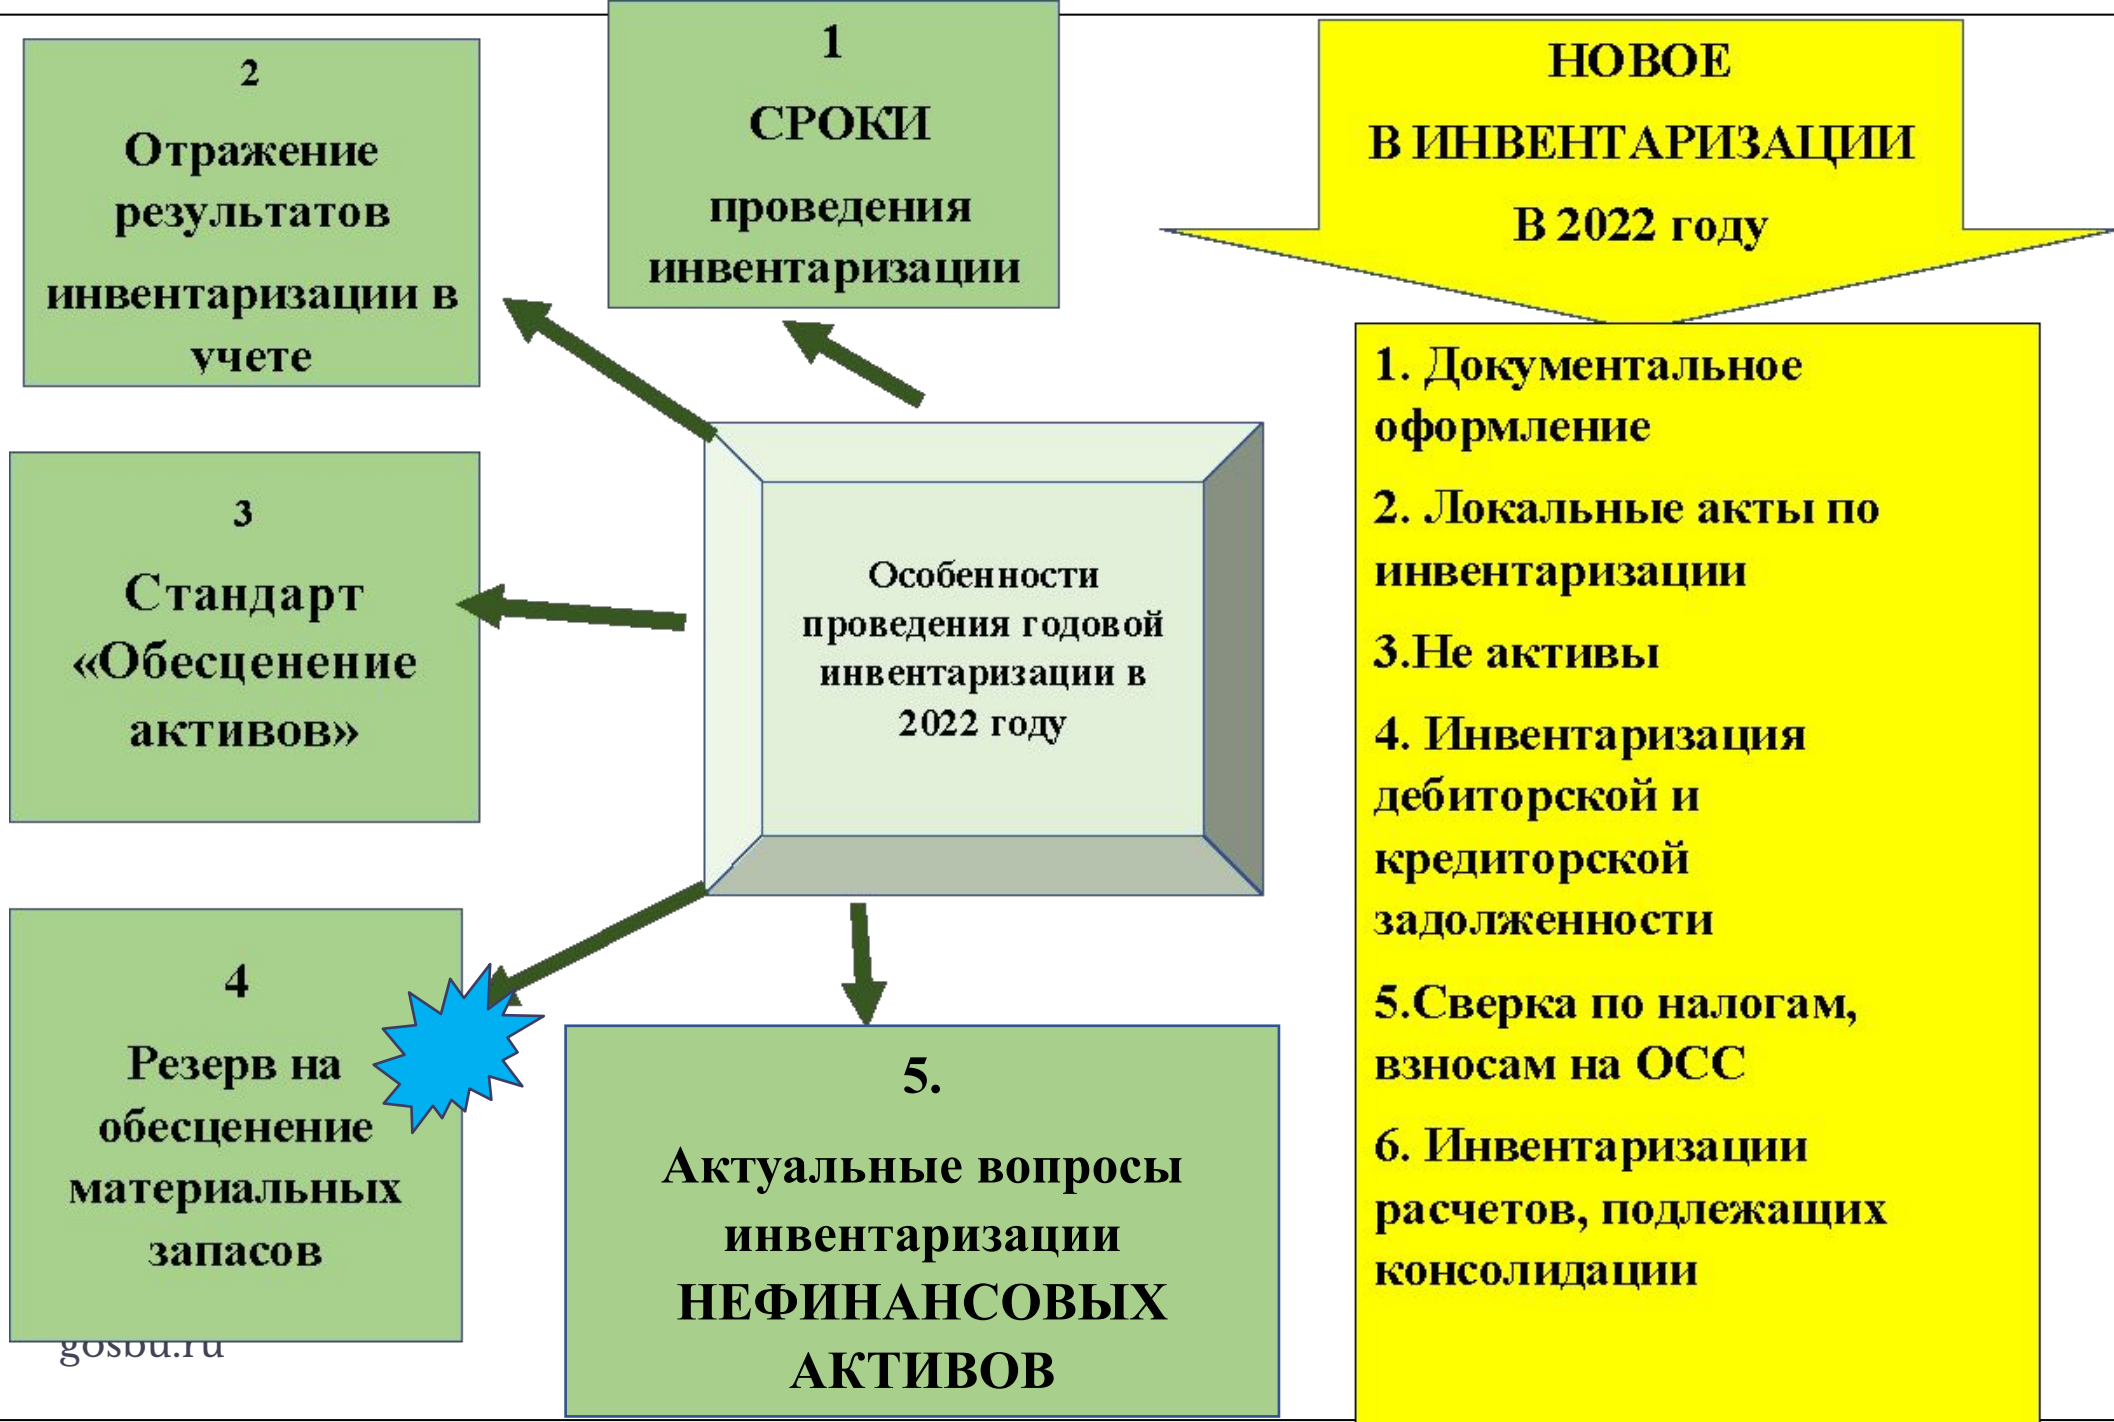 1
СРОКИ
проведения
инвентаризации
2
Отражение
результатов
инвентаризации в
учете
3
Стандарт
«Обесценение
активов»
4
Резерв на
обесценение
материальных
запасов
5.
Актуальные вопросы
инвентаризации
НЕФИНАНСОВЫХ
АКТИВОВ
Особенности
проведения годовой
инвентаризации в
2022 году
НОВОЕ
В ИНВЕНТАРИЗАЦИИ
В 2022 году
1. Документальное
оформление
2. Локальные акты по
инвентаризации
3.Не активы
4. Инвентаризация
дебиторской и
кредиторской
задолженности
5.Сверка по налогам,
взносам на ОСС
6. Инвентаризации
расчетов, подлежащих
консолидации
gosbu.ru